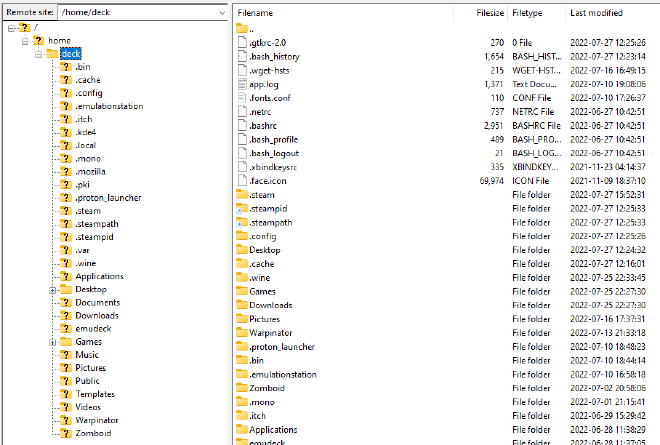 Remote site: /home/deck
/
home
deck
.bin
.cache
.config
.emulationstation
.itch
.kde4
.local
.mono
.mozilla
.pki
.proton_launcher
.steam
.steampath
.steampid
.var
.wine
Applications
Desktop
Documents
Downloads
emudeck
Games
Music
Pictures
Public
Templates
Videos
Warpinator
Zomboid
Filename Filesize Filetype Last modified
..
.gtkrc-2.0 270 0 File 2022-07-27 12:25:26
.bash_history 1,654 BASH_HIST... 2022-07-27 12:23:14
.wget-hsts 215 WGET-HST... 2022-07-16 16:49:15
app.log 1,371 Text Docu... 2022-07-10 19:08:06
.fonts.conf 110 CONF File 2022-07-10 17:26:37
.netrc 737 NETRC File 2022-06-27 10:42:51
.bashrc 2,951 BASHRC File 2022-06-27 10:42:51
.bash_profile 489 BASH_PRO... 2022-06-27 10:42:51
.bash_logout 21 BASH_LOG... 2022-06-27 10:42:51
.xbindkeysrc 335 XBINDKEY... 2021-11-23 04:14:37
.face.icon 69,974 ICON File 2021-11-09 18:37:10
.steam File folder 2022-07-27 15:52:31
.steampid File folder 2022-07-27 12:25:33
.steampath File folder 2022-07-27 12:25:33
.config File folder 2022-07-27 12:25:26
Desktop File folder 2022-07-27 12:24:32
.cache File folder 2022-07-27 12:16:01
.wine File folder 2022-07-25 22:33:45
Games File folder 2022-07-25 22:27:30
Downloads File folder 2022-07-25 22:27:30
Pictures File folder 2022-07-16 17:37:31
Warpinator File folder 2022-07-13 21:33:18
.proton_launcher File folder 2022-07-10 18:48:23
.bin File folder 2022-07-10 18:44:14
.emulationstation File folder 2022-07-10 16:58:18
Zomboid File folder 2022-07-02 20:58:06
.mono File folder 2022-07-01 21:15:41
.itch File folder 2022-06-29 15:29:42
Applications File folder 2022-06-28 11:38:29
emudeck File folder 2022-06-28 11:37:05